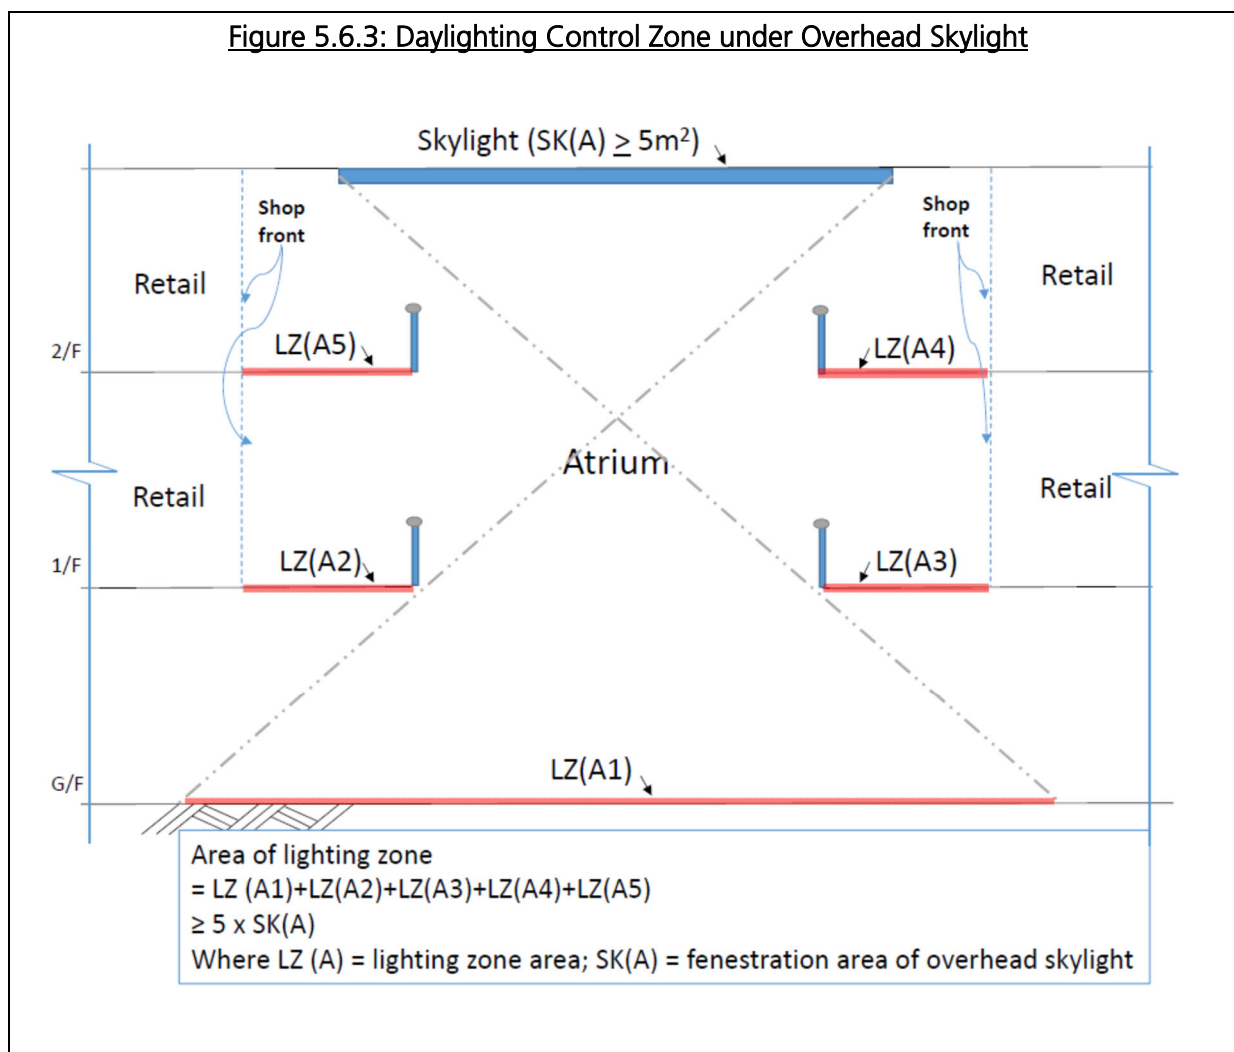 Figure 5.6.3: Daylighting Control Zone under Overhead Skylight
Skylight (SK(A) ≥ 5m²)
Shop
front
Shop
front
Retail
Retail
2/F
LZ(A5)
LZ(A4)
Atrium
Retail
Retail
1/F
LZ(A2)
LZ(A3)
G/F
LZ(A1)
Area of lighting zone
= LZ (A1)+LZ(A2)+LZ(A3)+LZ(A4)+LZ(A5)
≥ 5 x SK(A)
Where LZ (A) = lighting zone area; SK(A) = fenestration area of overhead skylight